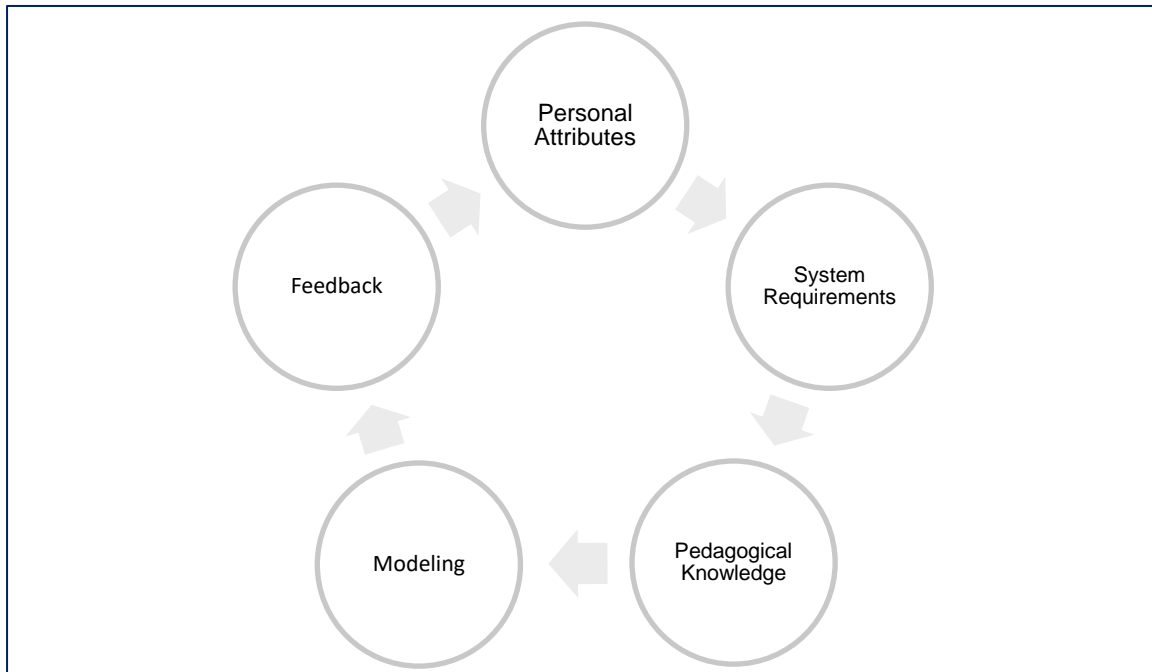 Personal
Attributes
System
Requirements
Pedagogical
Knowledge
Modeling
Feedback